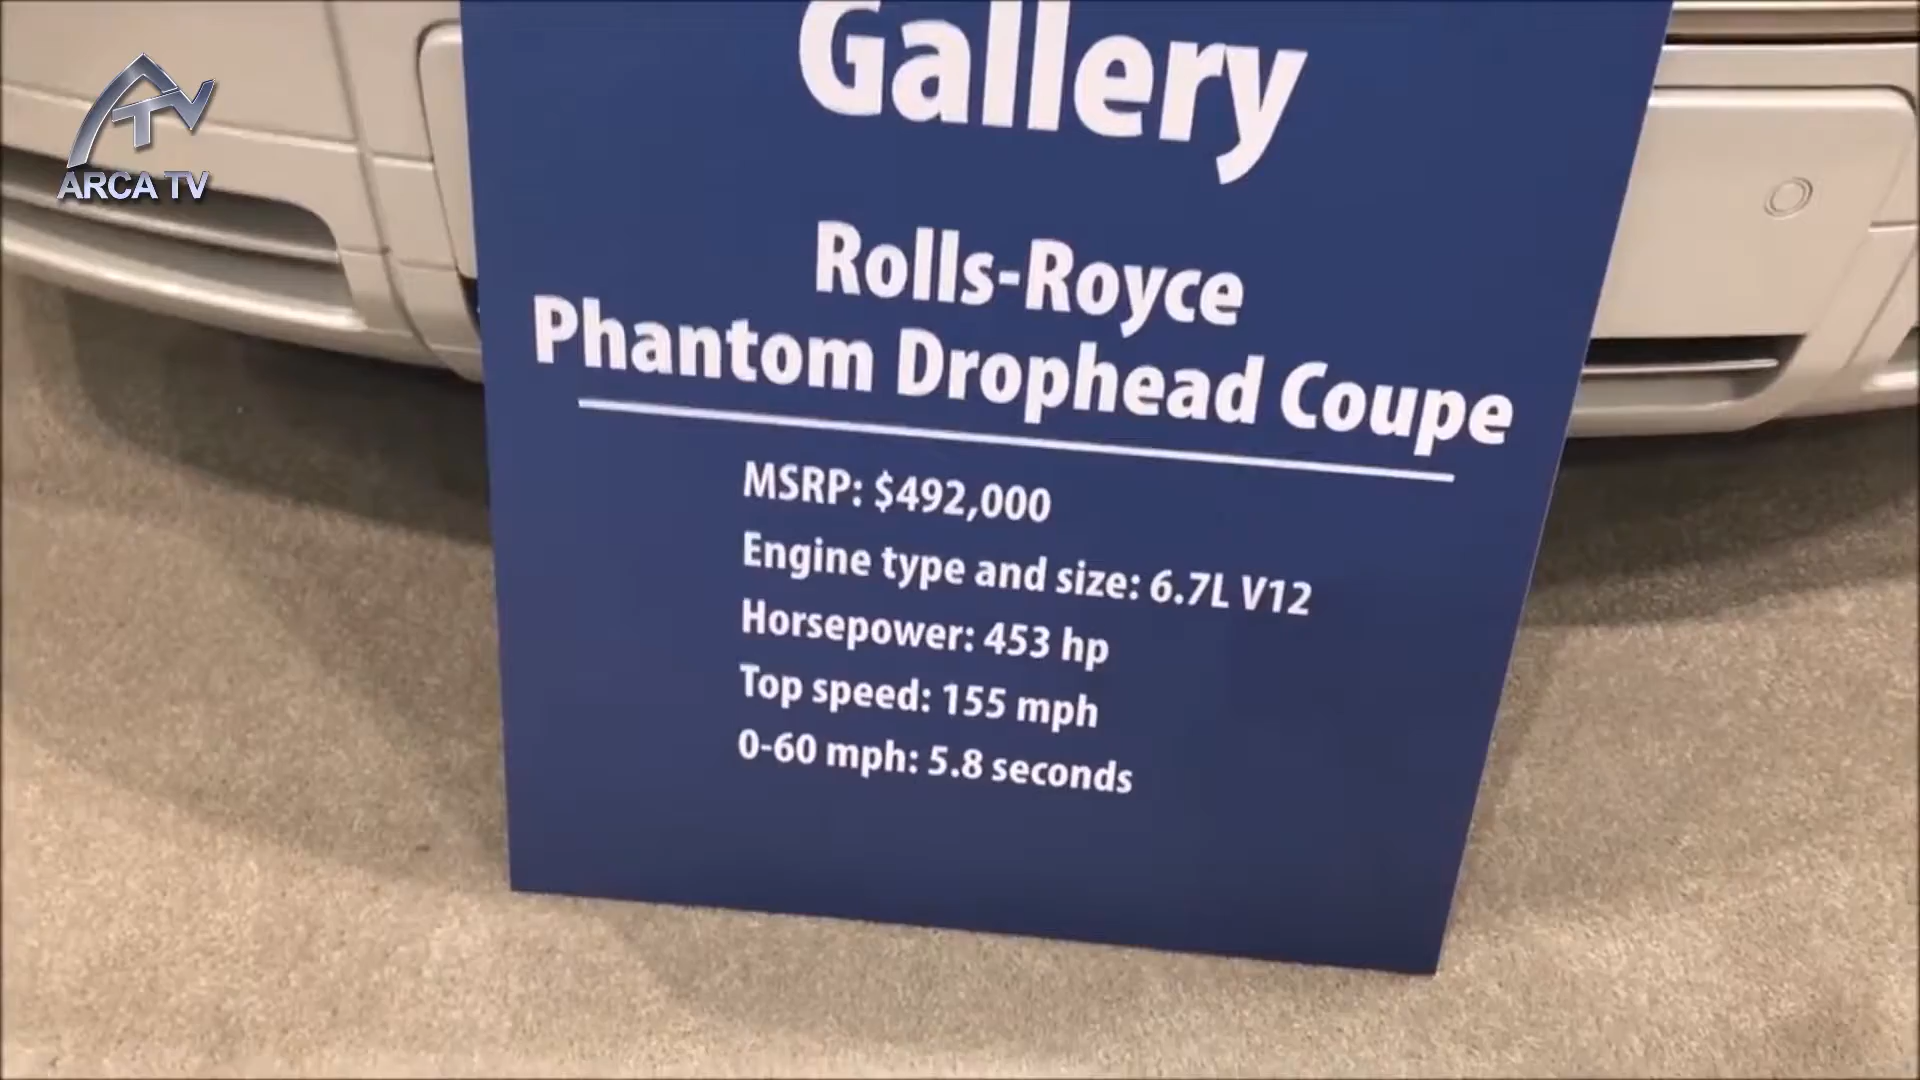 ARCA TV
Gallery
Rolls-Royce
Phantom Drophead Coupe
MSRP: $492,000
Engine type and size: 6.7L V12
Horsepower: 453 hp
Top speed: 155 mph
0-60 mph: 5.8 seconds